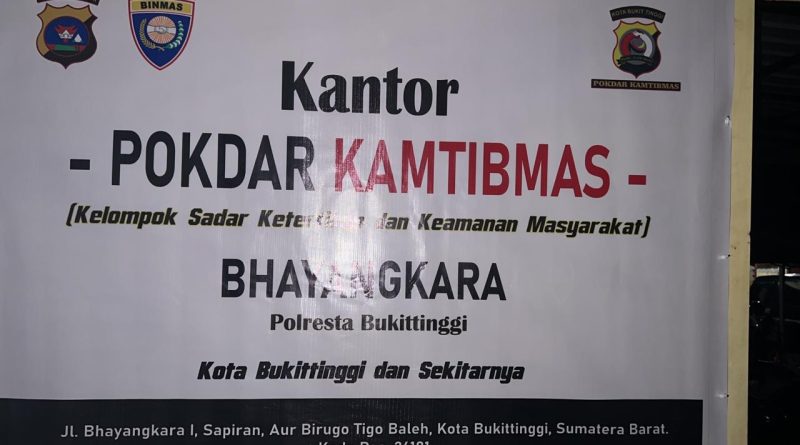 BINMAS
KOTA BUKIT TINGGI
POKDAR KAMTIBMAS
Kantor
- POKDAR KAMTIBMAS -
(Kelompok Sadar dan Keamanan Masyarakat)
BHAYANGKARA
Polresta Bukittinggi
Kota Bukittinggi dan Sekitarnya
Jl. Bhayangkara I, Sapiran, Aur Birugo Tigo Baleh, Kota Bukittinggi, Sumatera Barat.